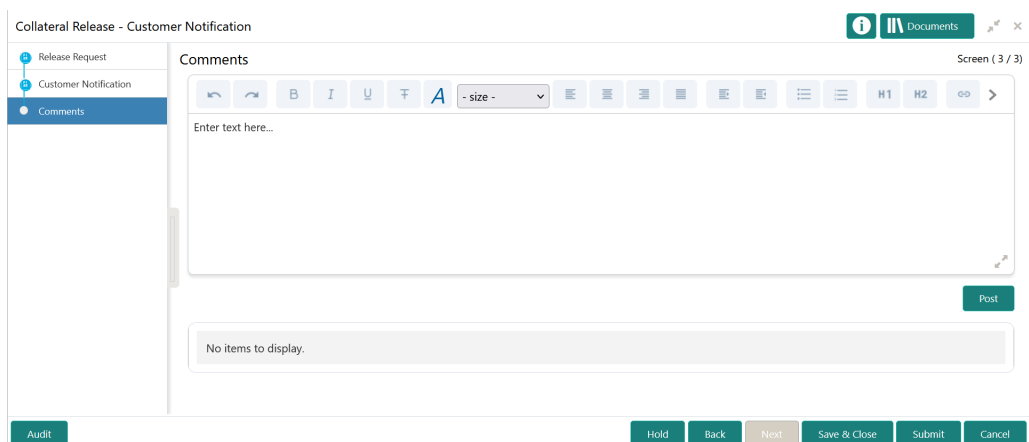 Collateral Release - Customer Notification
Documents
Release Request
Customer Notification
Comments
Comments
Screen ( 3 / 3)
B I U T A - size - H1 H2
Enter text here...
Post
No items to display.
Audit
Hold Back Next Save & Close Submit Cancel